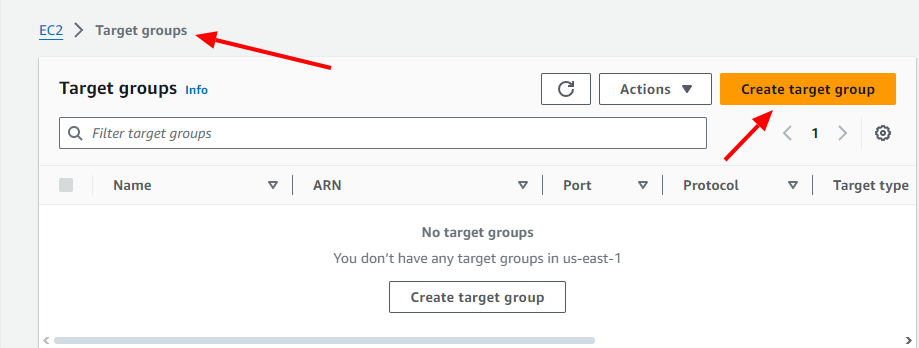 EC2 Target groups
Target groups Info Actions Create target group
Filter target groups 1
Name ARN Port Protocol Target type
No target groups
You don’t have any target groups in us-east-1
Create target group